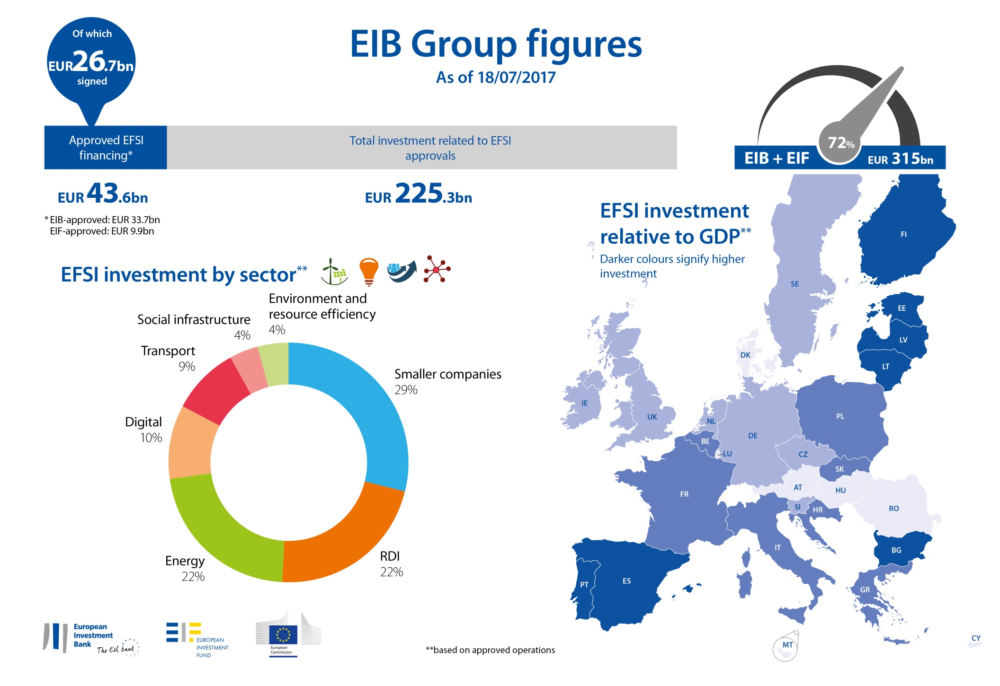 Of which
EUR26.7bn
signed
EIB Group figures
As of 18/07/2017
Approved EFSI
financing*
Total investment related to EFSI
approvals
72%
EIB + EIF
EUR 315bn
EUR 43.6bn
EUR 225.3bn
* EIB-approved: EUR 33.7bn
EIF-approved: EUR 9.9bn
EFSI investment by sector**
Environment and
resource efficiency
4%
Social infrastructure
4%
Transport
9%
Smaller companies
29%
Digital
10%
Energy
22%
RDI
22%
EFSI investment
relative to GDP**
Darker colours signify higher
investment
FI
SE
EE
LV
DK
LT
IE
UK
NL
PL
DE
BE
LU
CZ
SK
AT
HU
FR
SI
HR
RO
IT
BG
PT
ES
GR
MT
CY
European
Investment
Bank
The EU bank
EUROPEAN
INVESTMENT
FUND
European
Commission
**based on approved operations